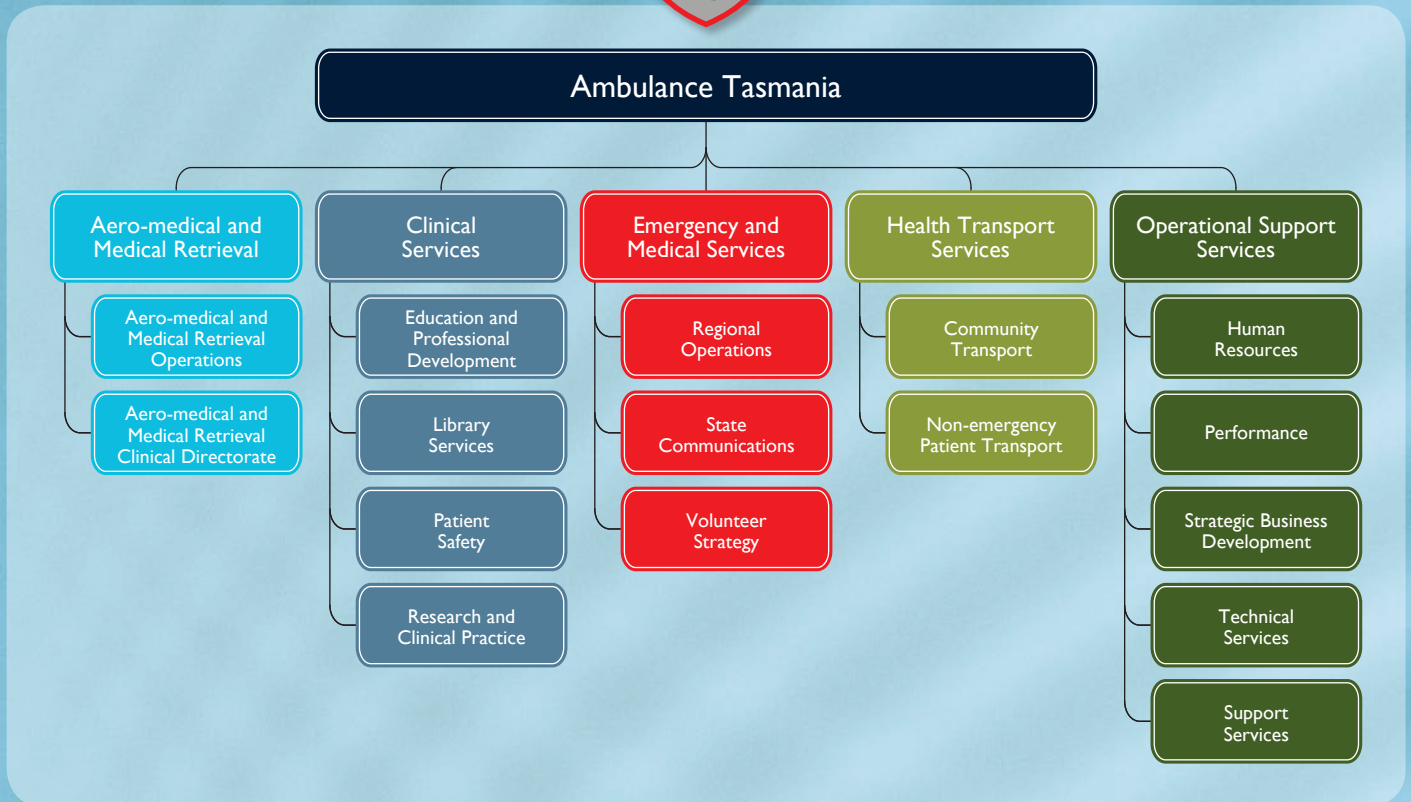 Ambulance Tasmania
Aero-medical and
Medical Retrieval
Aero-medical and
Medical Retrieval
Operations
Aero-medical and
Medical Retrieval
Clinical Directorate
Clinical
Services
Education and
Professional
Development
Library
Services
Patient
Safety
Research and
Clinical Practice
Emergency and
Medical Services
Regional
Operations
State
Communications
Volunteer
Strategy
Health Transport
Services
Community
Transport
Non-emergency
Patient Transport
Operational Support
Services
Human
Resources
Performance
Strategic Business
Development
Technical
Services
Support
Services